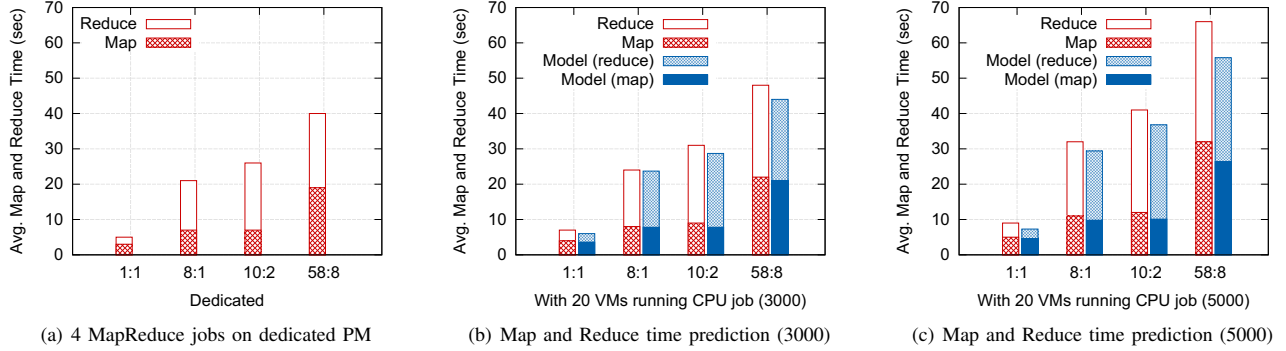 Avg. Map and Reduce Time (sec)
70
60
50
40
30
20
10
0
Reduce
Map
1:1 8:1 10:2 58:8
Dedicated
(a) 4 MapReduce jobs on dedicated PM
Avg. Map and Reduce Time (sec)
70
60
50
40
30
20
10
0
Reduce
Map
Model (reduce)
Model (map)
1:1 8:1 10:2 58:8
With 20 VMs running CPU job (3000)
(b) Map and Reduce time prediction (3000)
Avg. Map and Reduce Time (sec)
70
60
50
40
30
20
10
0
Reduce
Map
Model (reduce)
Model (map)
1:1 8:1 10:2 58:8
With 20 VMs running CPU job (5000)
(c) Map and Reduce time prediction (5000)